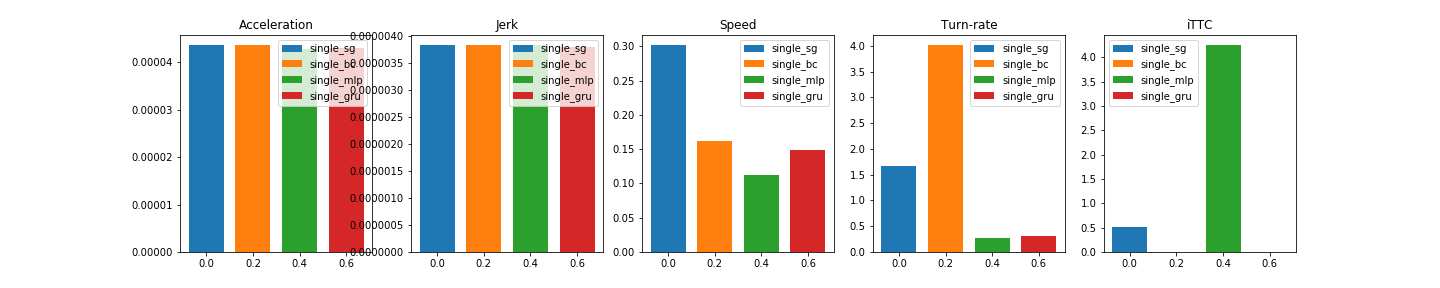 Acceleration
0.00004
0.00003
0.00002
0.00001
0.00000
0.0 0.2 0.4 0.6
single_sg
single_bc
single_mlp
single_gru
Jerk
0.0000040
0.0000035
0.0000030
0.0000025
0.0000020
0.0000015
0.0000010
0.0000005
0.0000000
0.0 0.2 0.4 0.6
single_sg
single_bc
single_mlp
single_gru
Speed
0.30
0.25
0.20
0.15
0.10
0.05
0.00
0.0 0.2 0.4 0.6
single_sg
single_bc
single_mlp
single_gru
Turn-rate
4.0
3.5
3.0
2.5
2.0
1.5
1.0
0.5
0.0
0.0 0.2 0.4 0.6
single_sg
single_bc
single_mlp
single_gru
iTTC
4.0
3.5
3.0
2.5
2.0
1.5
1.0
0.5
0.0
0.0 0.2 0.4 0.6
single_sg
single_bc
single_mlp
single_gru